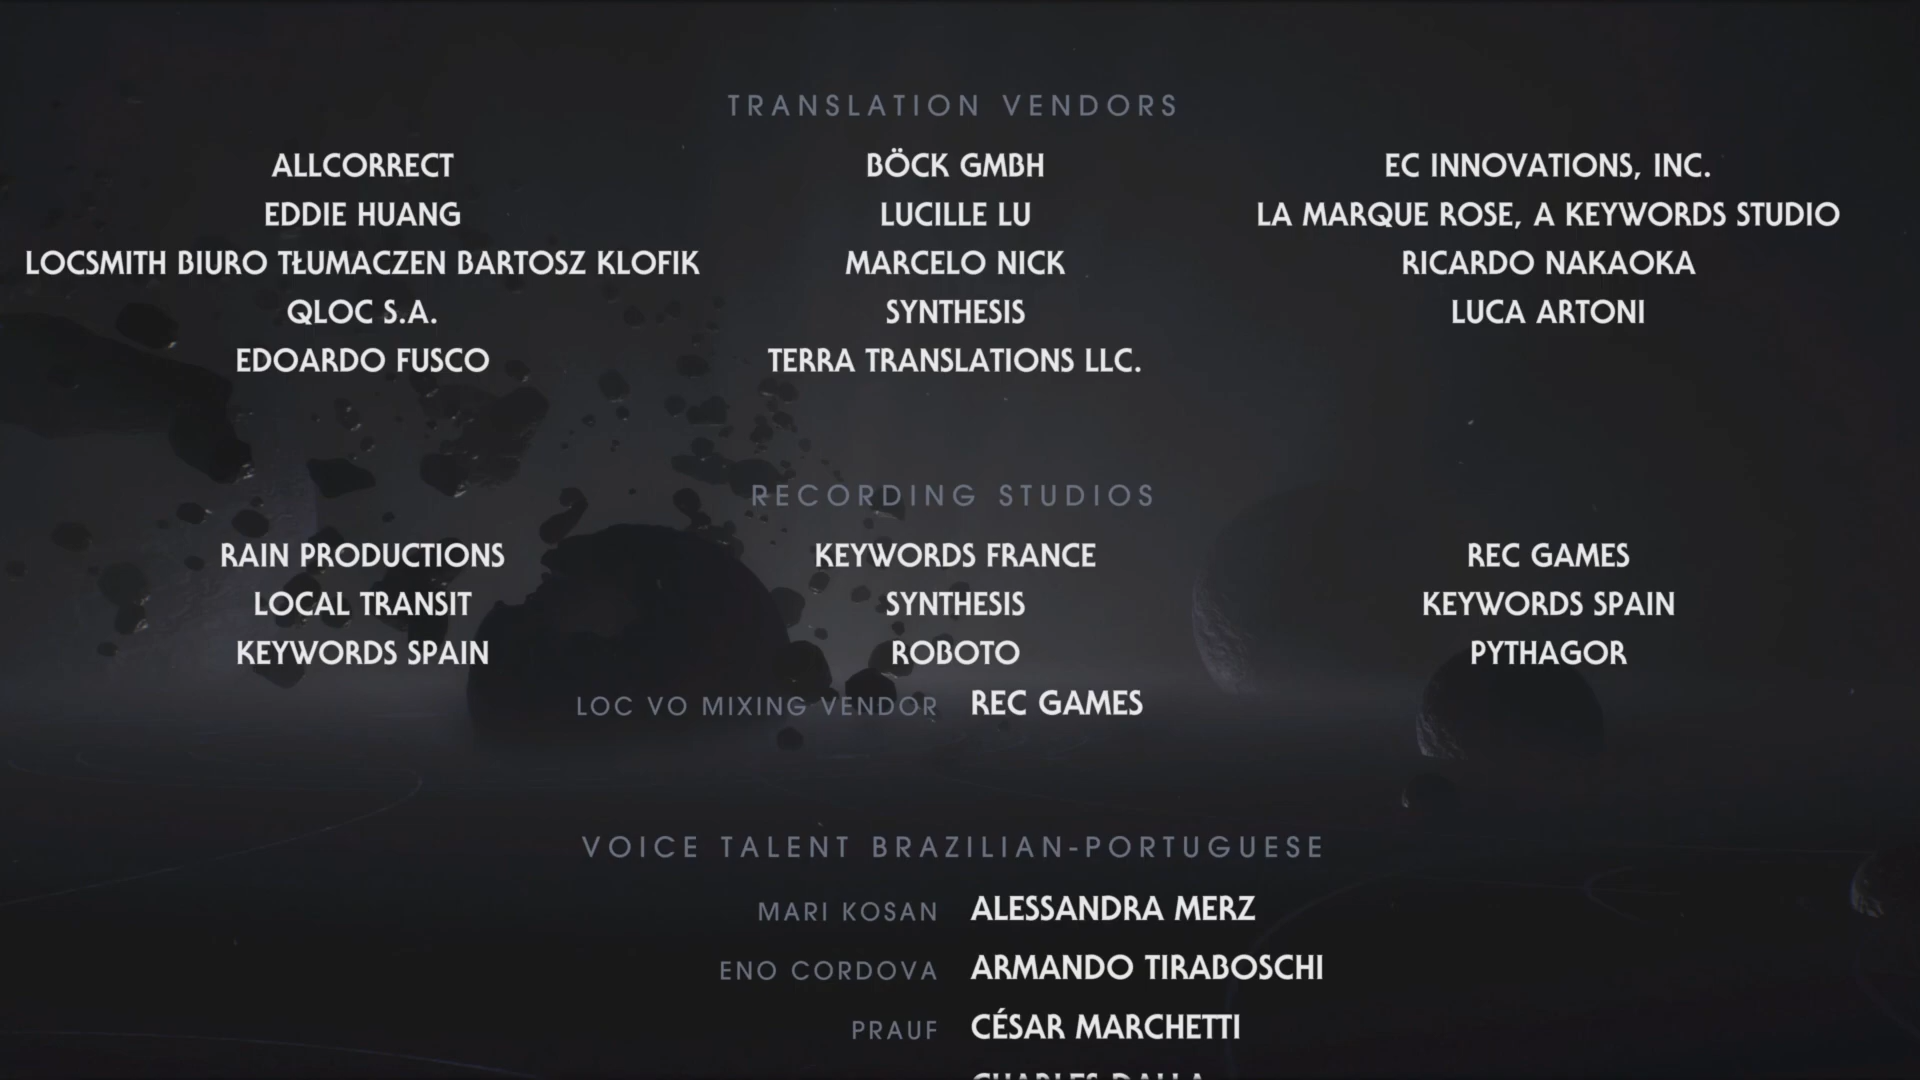 TRANSLATION VENDORS
ALLCORRECT BÖCK GMBH EC INNOVATIONS, INC.
EDDIE HUANG LUCILLE LU LA MARQUE ROSE, A KEYWORDS STUDIO
LOCSMITH BIURO TŁUMACZEN BARTOSZ KLOFIK MARCELO NICK RICARDO NAKAOKA
QLOC S.A. SYNTHESIS LUCA ARTONI
EDOARDO FUSCO TERRA TRANSLATIONS LLC.
RECORDING STUDIOS
RAIN PRODUCTIONS KEYWORDS FRANCE REC GAMES
LOCAL TRANSIT SYNTHESIS KEYWORDS SPAIN
KEYWORDS SPAIN ROBOTO PYTHAGOR
LOC VO MIXING VENDOR REC GAMES
VOICE TALENT BRAZILIAN-PORTUGUESE
MARI KOSAN ALESSANDRA MERZ
ENO CORDOVA ARMANDO TIRABOSCHI
PRAUF CÉSAR MARCHETTI